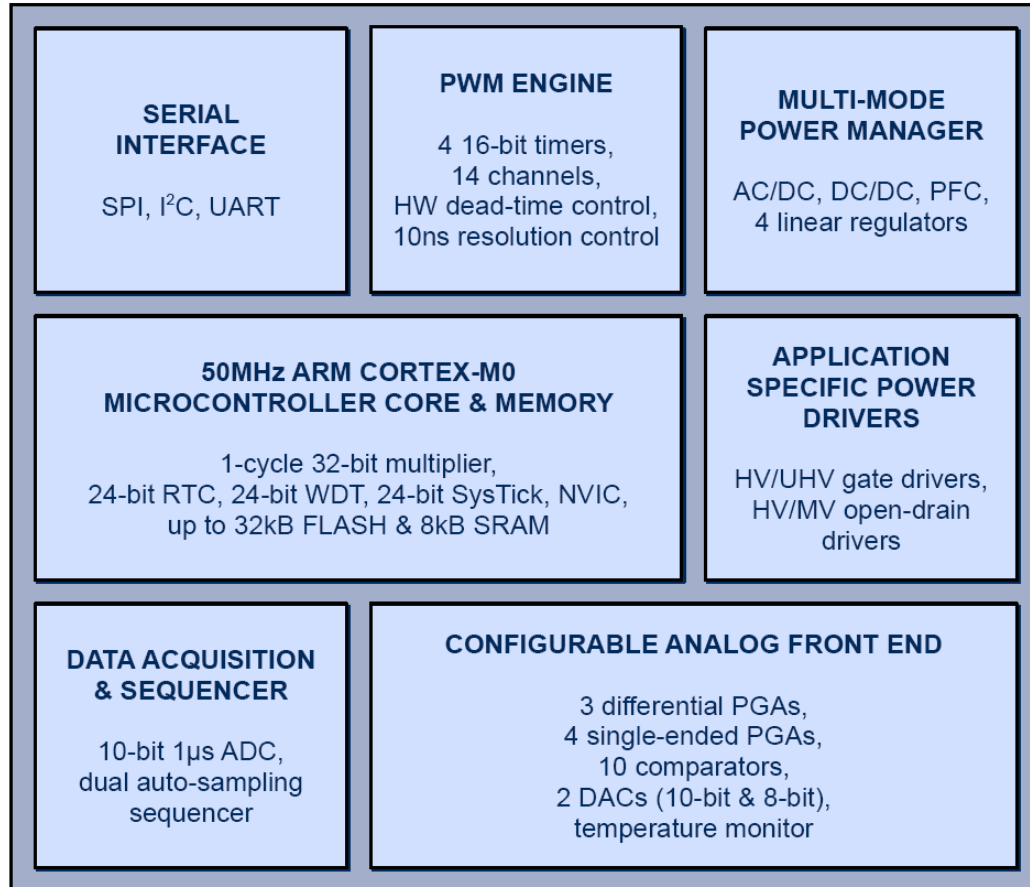 SERIAL
INTERFACE
SPI, I²C, UART
PWM ENGINE
4 16-bit timers,
14 channels,
HW dead-time control,
10ns resolution control
MULTI-MODE
POWER MANAGER
AC/DC, DC/DC, PFC,
4 linear regulators
50MHz ARM CORTEX-M0
MICROCONTROLLER CORE & MEMORY
1-cycle 32-bit multiplier,
24-bit RTC, 24-bit WDT, 24-bit SysTick, NVIC,
up to 32kB FLASH & 8kB SRAM
APPLICATION
SPECIFIC POWER
DRIVERS
HV/UHV gate drivers,
HV/MV open-drain
drivers
DATA ACQUISITION
& SEQUENCER
10-bit 1μs ADC,
dual auto-sampling
sequencer
CONFIGURABLE ANALOG FRONT END
3 differential PGAs,
4 single-ended PGAs,
10 comparators,
2 DACs (10-bit & 8-bit),
temperature monitor